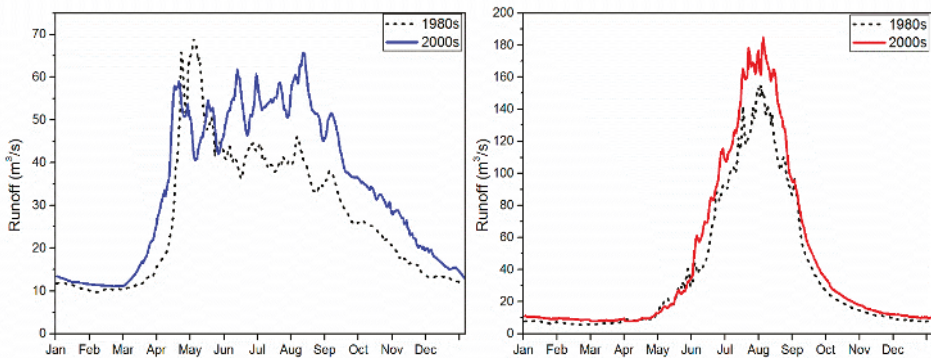 1980s
2000s
Runoff (m³/s)
70
60
50
40
30
20
10
0
Jan Feb Mar Apr May Jun Jul Aug Sep Oct Nov Dec
1980s
2000s
Runoff (m³/s)
200
180
160
140
120
100
80
60
40
20
0
Jan Feb Mar Apr May Jun Jul Aug Sep Oct Nov Dec